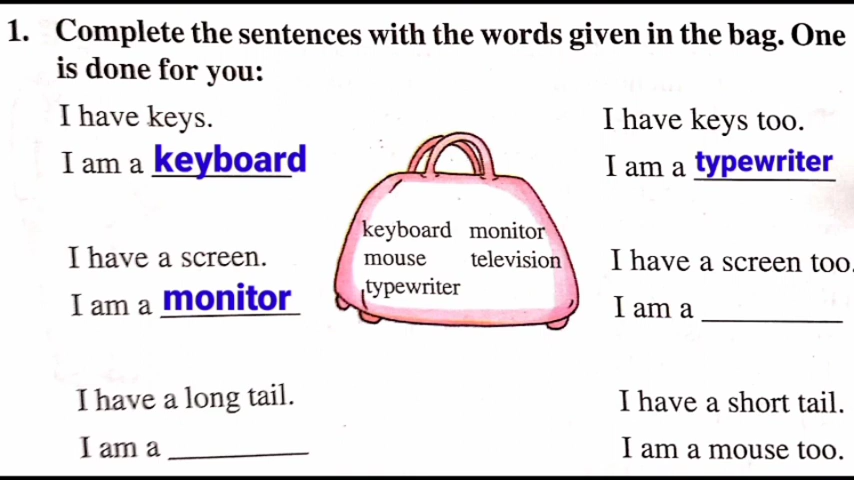 1. Complete the sentences with the words given in the bag. One
is done for you:
I have keys.
I am a keyboard
I have keys too.
I am a typewriter
keyboard monitor
mouse television
typewriter
I have a screen.
I am a monitor
I have a screen too.
I am a ________
I have a long tail.
I am a ________
I have a short tail.
I am a mouse too.